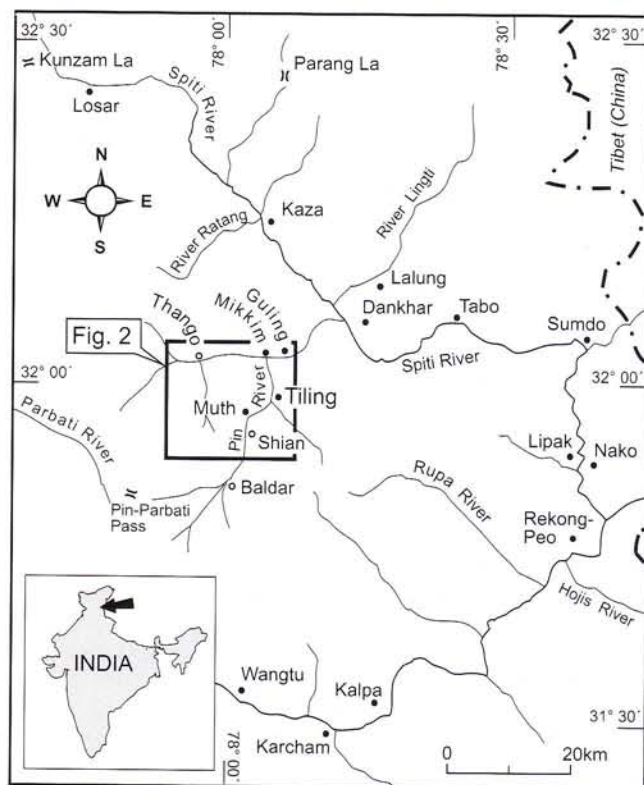 32° 30′
78° 00′
78° 30′
32° 30′
Kunzam La
Losar
Spiti River
Parang La
Tibet (China)
N
W E
S
River Ratang
Kaza
River Lingti
Lalung
Dankhar
Tabo
Sumdo
Thango
Mikkim
Guling
Fig. 2
Spiti River
32° 00′
32° 00′
Parbati River
Muth
Pin River
Tiling
Shian
Lipak
Nako
Baldar
Pin-Parbati
Pass
Rupa River
Rekong-
Peo
Hojis River
INDIA
Wangtu
Kalpa
Karcham
31° 30′
78° 00′
0 20km